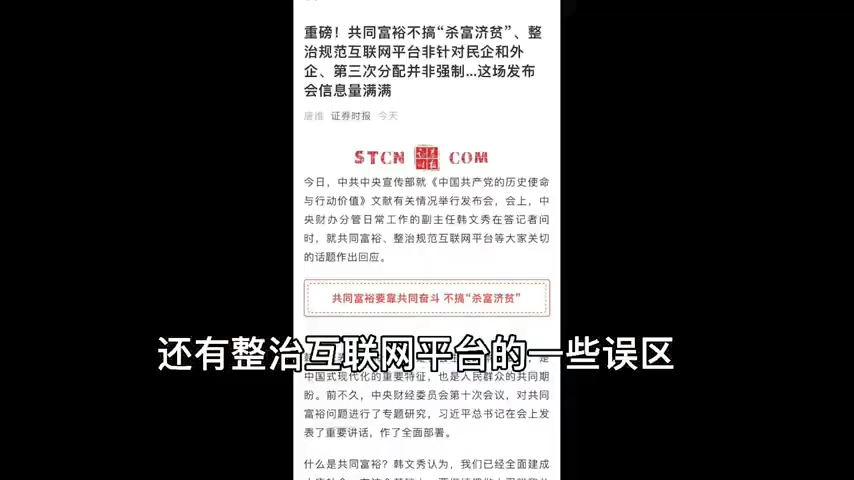 重磅！共同富裕不搞“杀富济贫”、整
治规范互联网平台非针对民企和外
企、第三次分配并非强制...这场发布
会信息量满满
唐维 证券时报 今天
STCN COM
今日，中共中央宣传部就《中国共产党的历史使命
与行动价值》文献有关情况举行发布会，会上，中
央财办分管日常工作的副主任韩文秀在答记者问
时，就共同富裕、整治规范互联网平台等大家关切
的话题作出回应。
共同富裕要靠共同奋斗 不搞“杀富济贫”
还有整治互联网平台的一些误区
是
中国式现代化的重要特征，也是人民群众的共同期
盼。前不久，中央财经委员会第十次会议，对共同
富裕问题进行了专题研究，习近平总书记在会上发
表了重要讲话，作了全面部署。
什么是共同富裕？韩文秀认为，我们已经全面建成